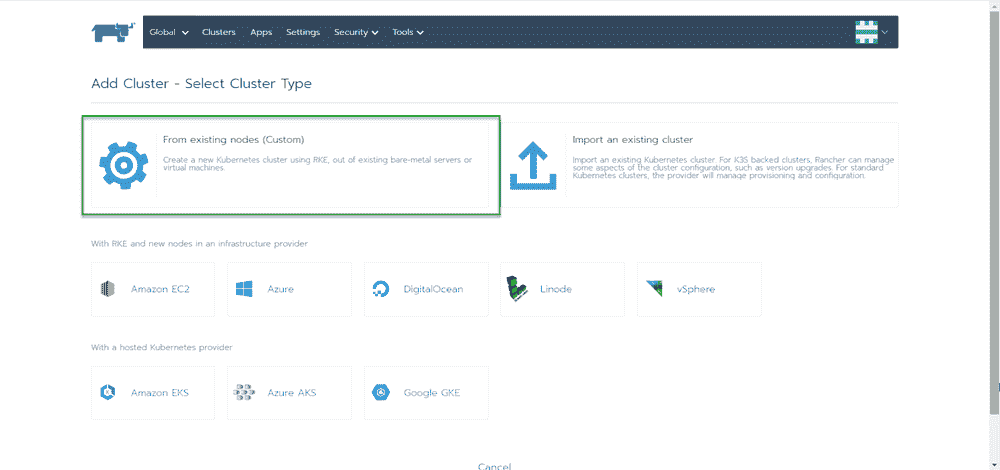 Global Clusters Apps Settings Security Tools
Add Cluster - Select Cluster Type
From existing nodes (Custom)
Create a new Kubernetes cluster using RKE, out of existing bare-metal servers or
virtual machines.
Import an existing cluster
Import an existing Kubernetes cluster. For K3S backed clusters, Rancher can manage
some aspects of the cluster configuration, such as version upgrades. For standard
Kubernetes clusters, the provider will manage provisioning and configuration.
With RKE and new nodes in an infrastructure provider
Amazon EC2 Azure DigitalOcean Linode vSphere
With a hosted Kubernetes provider
Amazon EKS Azure AKS Google GKE
Cancel